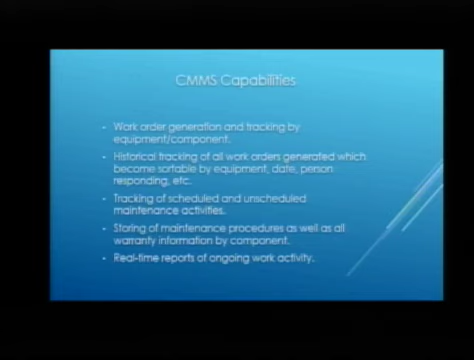 CMMS Capabilities
- Work order generation and tracking by
equipment/component.
- Historical tracking of all work orders generated which
become sortable by equipment, date, person
responding, etc.
- Tracking of scheduled and unscheduled
maintenance activities.
- Storing of maintenance procedures as well as all
warranty information by component.
- Real-time reports of ongoing work activity.